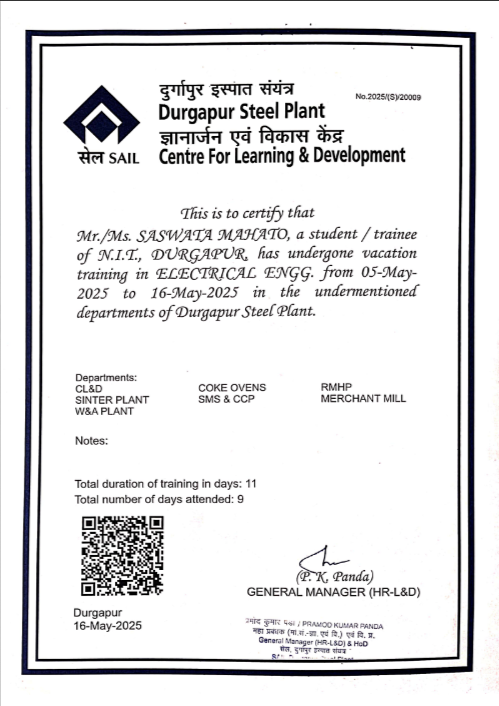 दुर्गापुर इस्पात संयंत्र
No.2025/(S)/20009
Durgapur Steel Plant
ज्ञानार्जन एवं विकास केंद्र
सेल SAIL
Centre For Learning & Development
This is to certify that
Mr./Ms. SASWATA MAHATO, a student / trainee
of N.I.T., DURGAPUR, has undergone vacation
training in ELECTRICAL ENGG. from 05-May-
2025 to 16-May-2025 in the undermentioned
departments of Durgapur Steel Plant.
Departments:
CL&D COKE OVENS RMHP
SINTER PLANT SMS & CCP MERCHANT MILL
W&A PLANT
Notes:
Total duration of training in days: 11
Total number of days attended: 9
(P. K. Panda)
GENERAL MANAGER (HR-L&D)
Durgapur
16-May-2025
कुमार / PRAMOD KUMAR PANDA
महा प्रबंधक एवं वि.) एवं वि. प्र.
General Manager (HR-L&D) & HoD
सेल, दुर्गापुर इस्पात संयंत्र